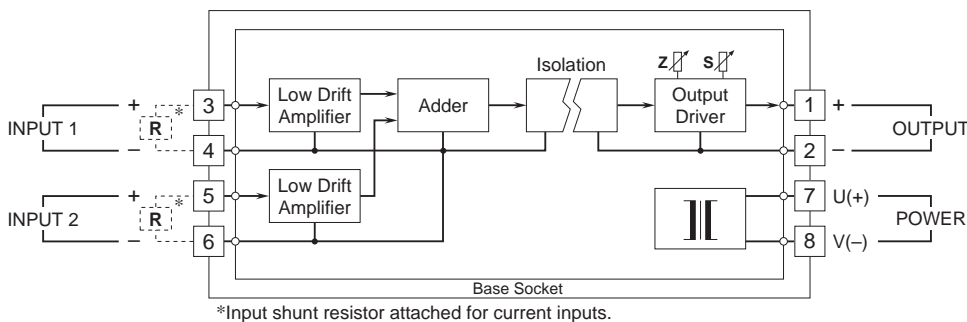 Isolation
Z
S
+
3
*
R
Low Drift
Amplifier
Adder
Output
Driver
1
+
INPUT 1
OUTPUT
–
4
2
–
+
5
*
R
Low Drift
Amplifier
7
U(+)
INPUT 2
POWER
–
6
8
V(–)
Base Socket
*Input shunt resistor attached for current inputs.